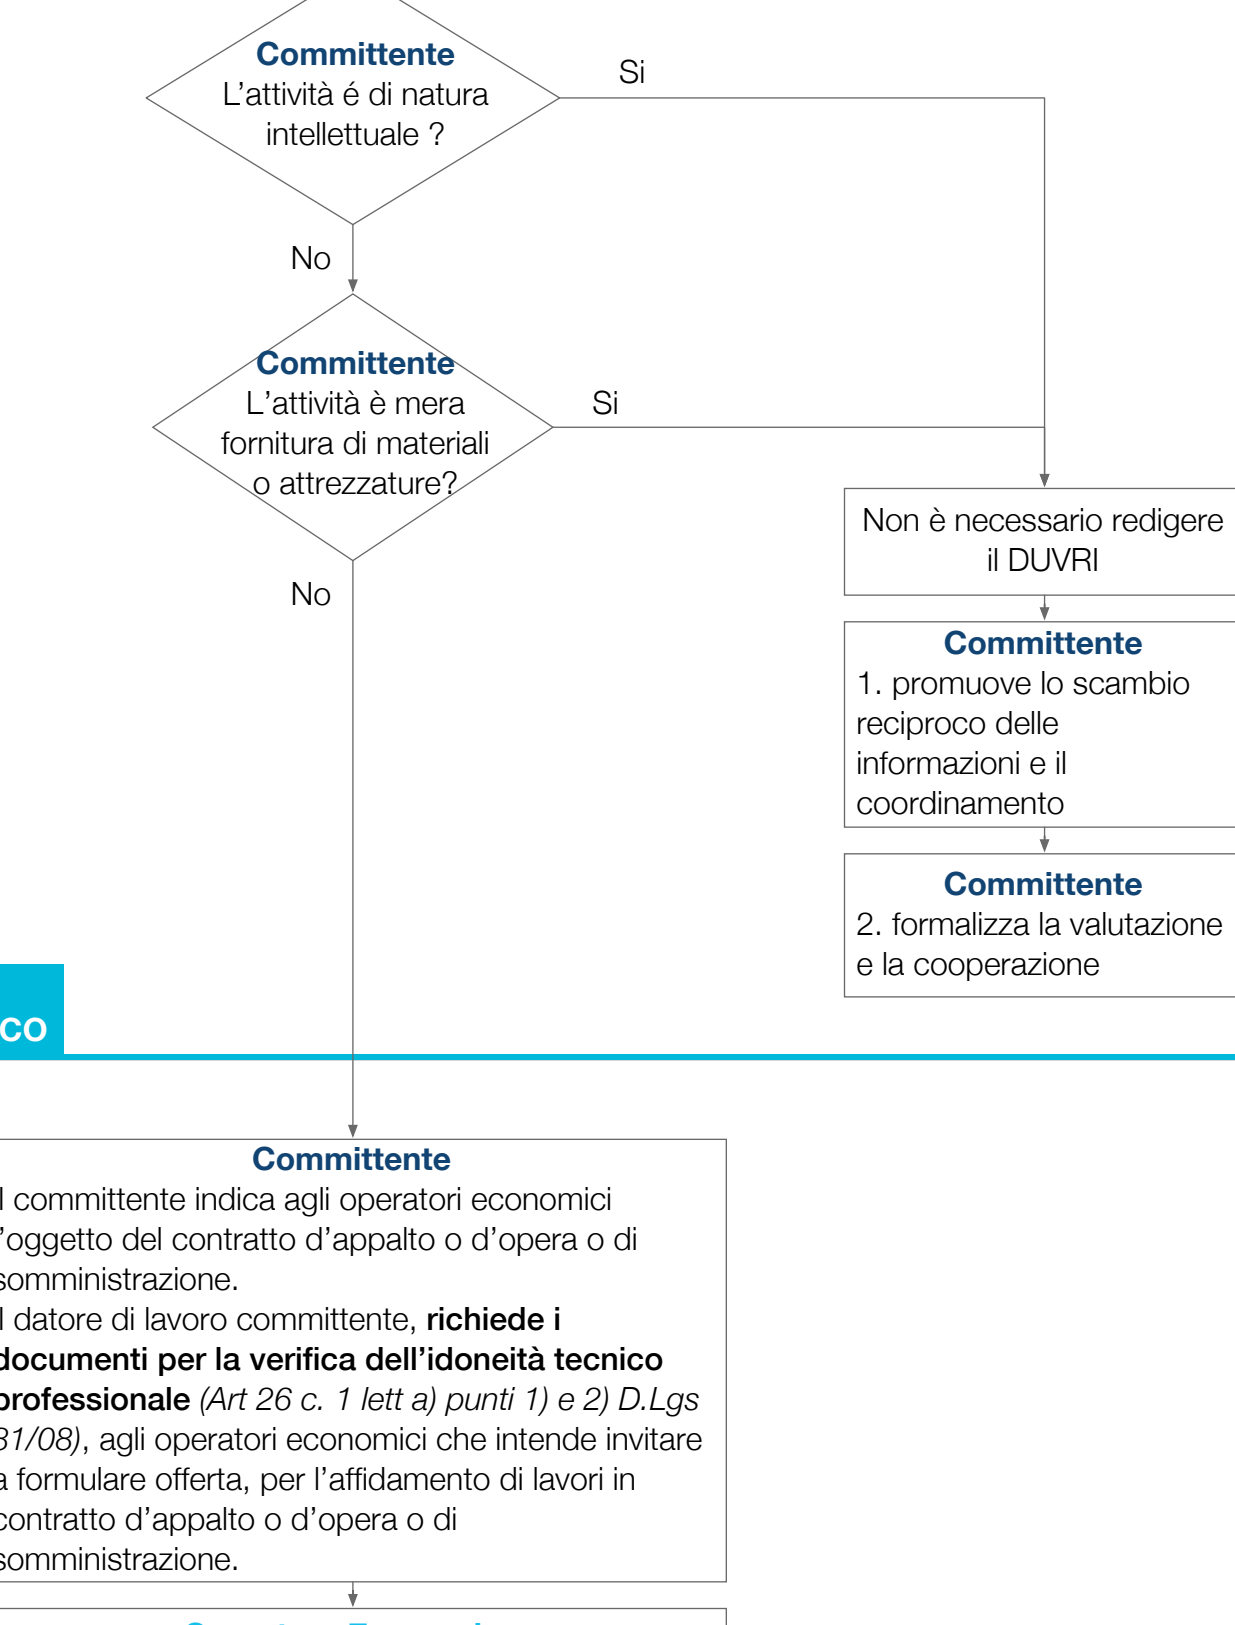 Committente
L'attività é di natura
intellettuale ?
Si
No
Committente
L'attività è mera
fornitura di materiali
o attrezzature?
Si
No
Non è necessario redigere
il DUVRI
Committente
1. promuove lo scambio
reciproco delle
informazioni e il
coordinamento
Committente
2. formalizza la valutazione
e la cooperazione
co
Committente
l committente indica agli operatori economici
'oggetto del contratto d'appalto o d'opera o di
somministrazione.
l datore di lavoro committente, richiede i
documenti per la verifica dell'idoneità tecnico
professionale (Art 26 c. 1 lett a) punti 1) e 2) D.Lgs
81/08), agli operatori economici che intende invitare
a formulare offerta, per l'affidamento di lavori in
contratto d'appalto o d'opera o di
somministrazione.